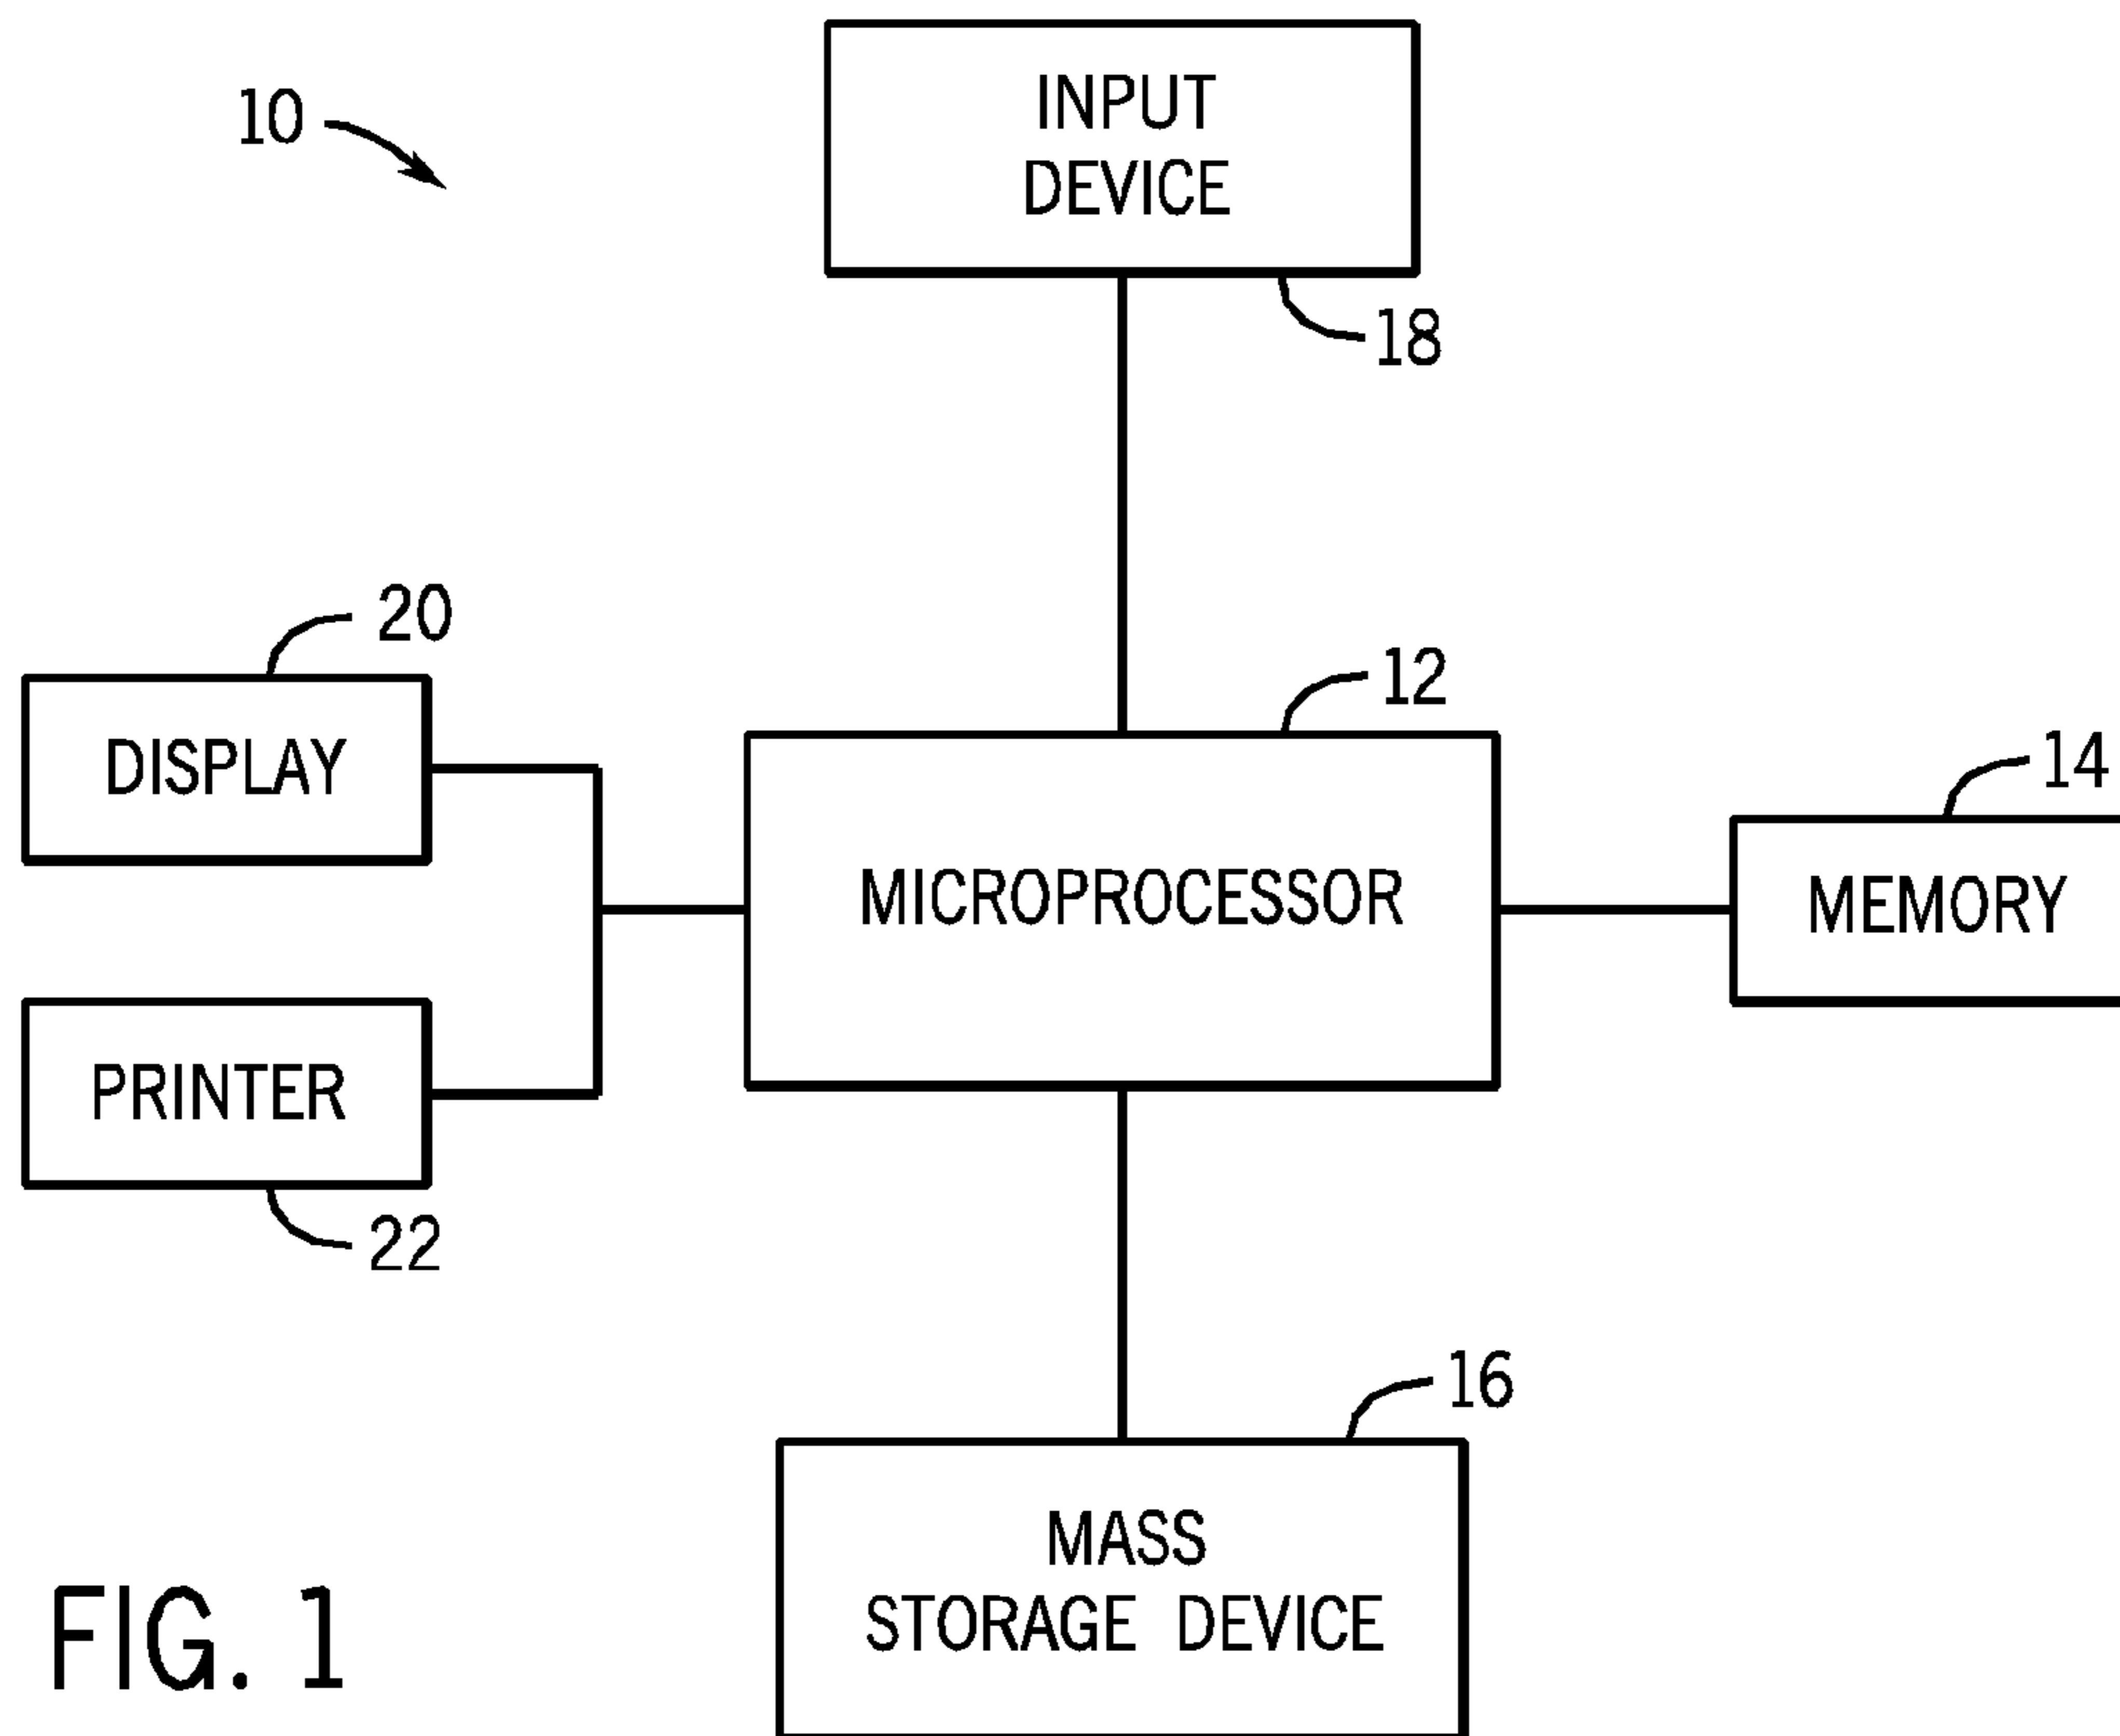 10
INPUT
DEVICE
18
20
12
14
DISPLAY
MICROPROCESSOR
MEMORY
PRINTER
22
16
MASS
STORAGE DEVICE
FIG. 1